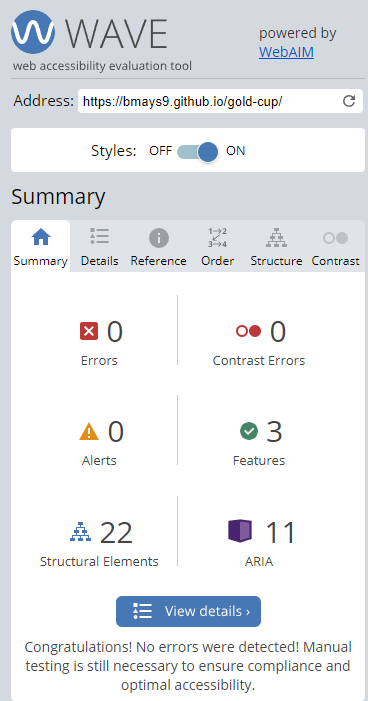 WAVE
web accessibility evaluation tool
powered by
WebAIM
Address: https://bmays9.github.io/gold-cup/
Styles: OFF ON
Summary
Summary Details Reference Order Structure Contrast
0
Errors
0
Contrast Errors
0
Alerts
3
Features
22
Structural Elements
11
ARIA
View details ›
Congratulations! No errors were detected! Manual
testing is still necessary to ensure compliance and
optimal accessibility.